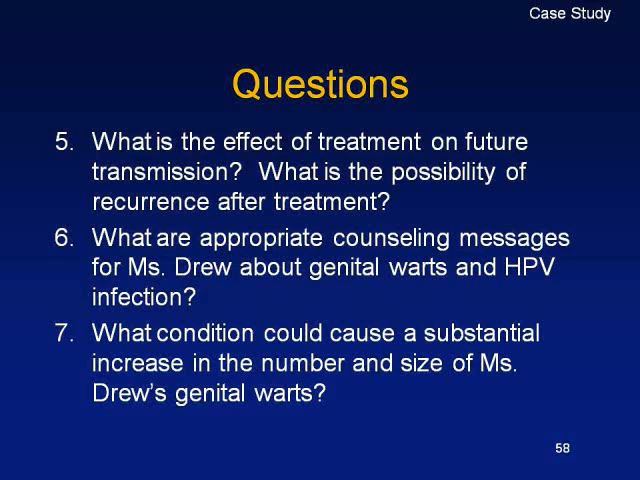 Case Study
Questions
5. What is the effect of treatment on future
transmission? What is the possibility of
recurrence after treatment?
6. What are appropriate counseling messages
for Ms. Drew about genital warts and HPV
infection?
7. What condition could cause a substantial
increase in the number and size of Ms.
Drew’s genital warts?
58